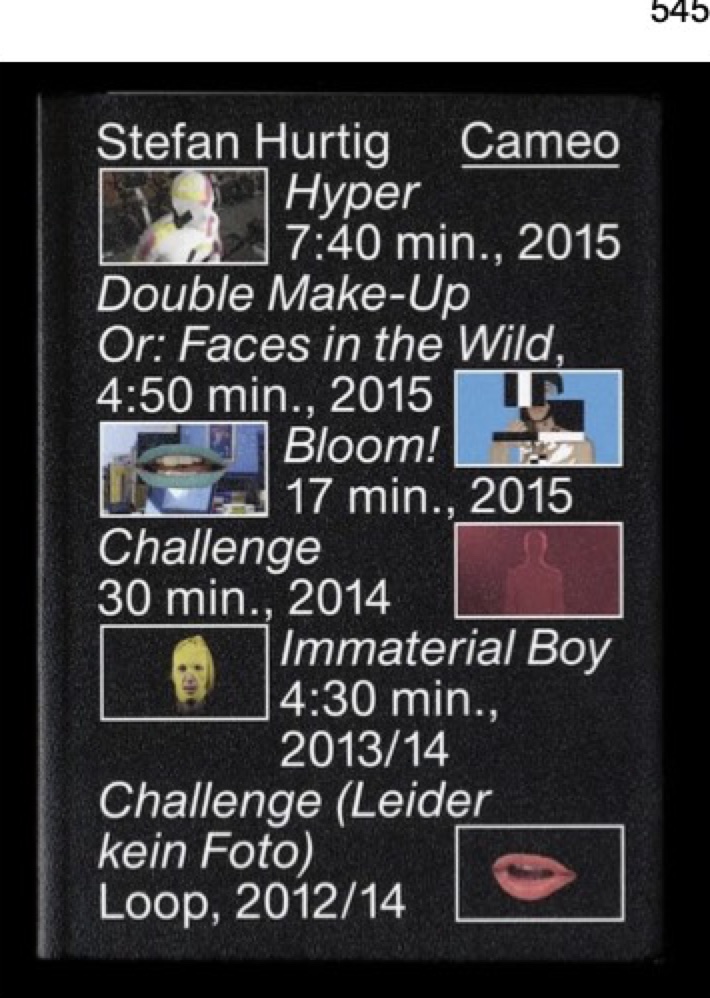 545
Stefan Hurtig Cameo
Hyper
7:40 min., 2015
Double Make-Up
Or: Faces in the Wild,
4:50 min., 2015
Bloom!
17 min., 2015
Challenge
30 min., 2014
Immaterial Boy
4:30 min.,
2013/14
Challenge (Leider
kein Foto)
Loop, 2012/14